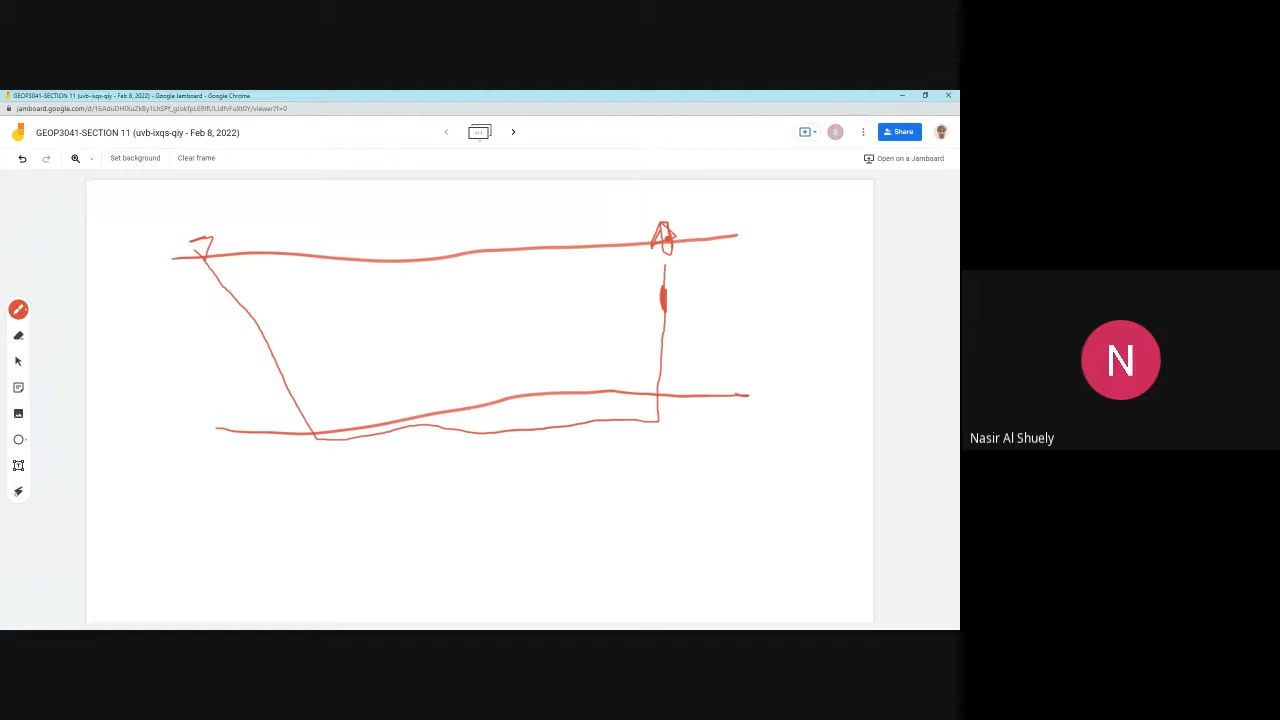 GEOP3041-SECTION 11 (uvb-ixqs-qiy - Feb 8, 2022) - Google Jamboard - Google Chrome
GEOP3041-SECTION 11 (uvb-ixqs-qiy - Feb 8, 2022)
Share
Set background
Clear frame
Open on a Jamboard
S
N
Nasir Al Shuely